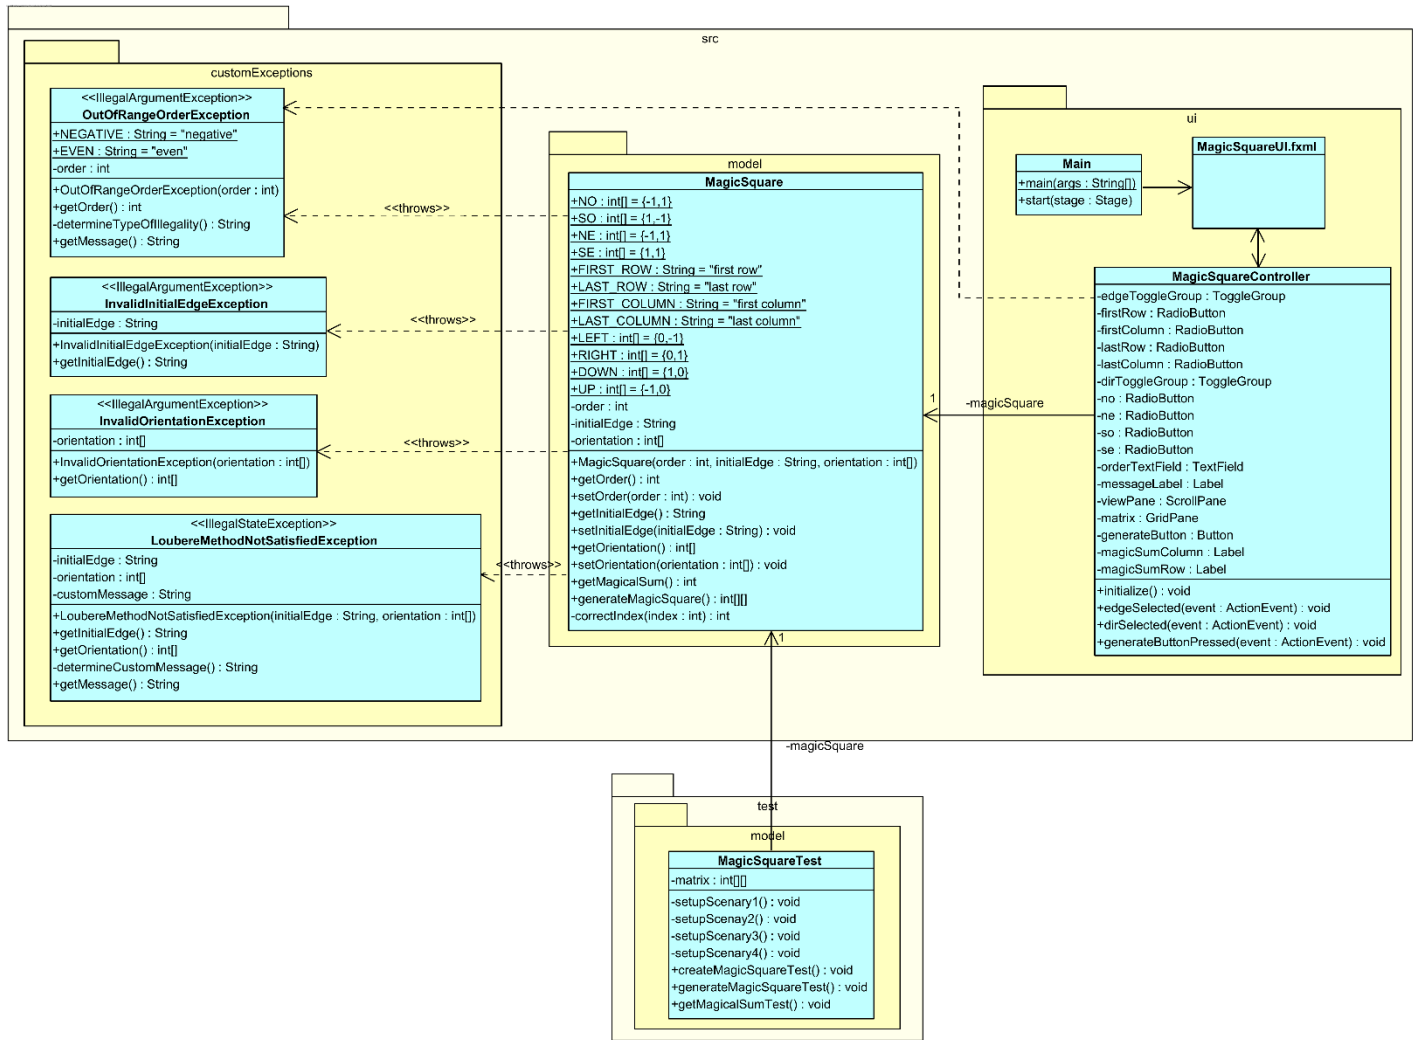 src
customExceptions
<<IllegalArgumentException>>
OutOfRangeOrderException
+NEGATIVE : String = "negative"
+EVEN : String = "even"
-order : int
+OutOfRangeOrderException(order : int)
+getOrder() : int
-determineTypeOfIllegality() : String
+getMessage() : String
<<IllegalArgumentException>>
InvalidInitialEdgeException
-initialEdge : String
+InvalidInitialEdgeException(initialEdge : String)
+getInitialEdge() : String
<<IllegalArgumentException>>
InvalidOrientationException
-orientation : int[]
+InvalidOrientationException(orientation : int[])
+getOrientation() : int[]
<<IllegalStateException>>
LoubereMethodNotSatisfiedException
-initialEdge : String
-orientation : int[]
-customMessage : String
+LoubereMethodNotSatisfiedException(initialEdge : String, orientation : int[])
+getInitialEdge() : String
+getOrientation() : int[]
-determineCustomMessage() : String
+getMessage() : String
<<throws>>
<<throws>>
<<throws>>
<<throws>>
model
MagicSquare
+NO : int[] = {-1,1}
+SO : int[] = {1,-1}
+NE : int[] = {-1,1}
+SE : int[] = {1,1}
+FIRST_ROW : String = "first row"
+LAST_ROW : String = "last row"
+FIRST_COLUMN : String = "first column"
+LAST_COLUMN : String = "last column"
+LEFT : int[] = {0,-1}
+RIGHT : int[] = {0,1}
+DOWN : int[] = {1,0}
+UP : int[] = {-1,0}
-order : int
-initialEdge : String
-orientation : int[]
+MagicSquare(order : int, initialEdge : String, orientation : int[])
+getOrder() : int
+setOrder(order : int) : void
+getInitialEdge() : String
+setInitialEdge(initialEdge : String) : void
+getOrientation() : int[]
+setOrientation(orientation : int[]) : void
+getMagicalSum() : int
+generateMagicSquare() : int[][]
-correctIndex(index : int) : int
1
-magicSquare
ui
Main
+main(args : String[])
+start(stage : Stage)
MagicSquareUI.fxml
MagicSquareController
-edgeToggleGroup : ToggleGroup
-firstRow : RadioButton
-firstColumn : RadioButton
-lastRow : RadioButton
-lastColumn : RadioButton
-dirToggleGroup : ToggleGroup
-no : RadioButton
-ne : RadioButton
-so : RadioButton
-se : RadioButton
-orderTextField : TextField
-messageLabel : Label
-viewPane : ScrollPane
-matrix : GridPane
-generateButton : Button
-magicSumColumn : Label
-magicSumRow : Label
+initialize() : void
+edgeSelected(event : ActionEvent) : void
+dirSelected(event : ActionEvent) : void
+generateButtonPressed(event : ActionEvent) : void
1
-magicSquare
test
model
MagicSquareTest
-matrix : int[][]
-setupScenary1() : void
-setupScenay2() : void
-setupScenary3() : void
-setupScenary4() : void
+createMagicSquareTest() : void
+generateMagicSquareTest() : void
+getMagicalSumTest() : void